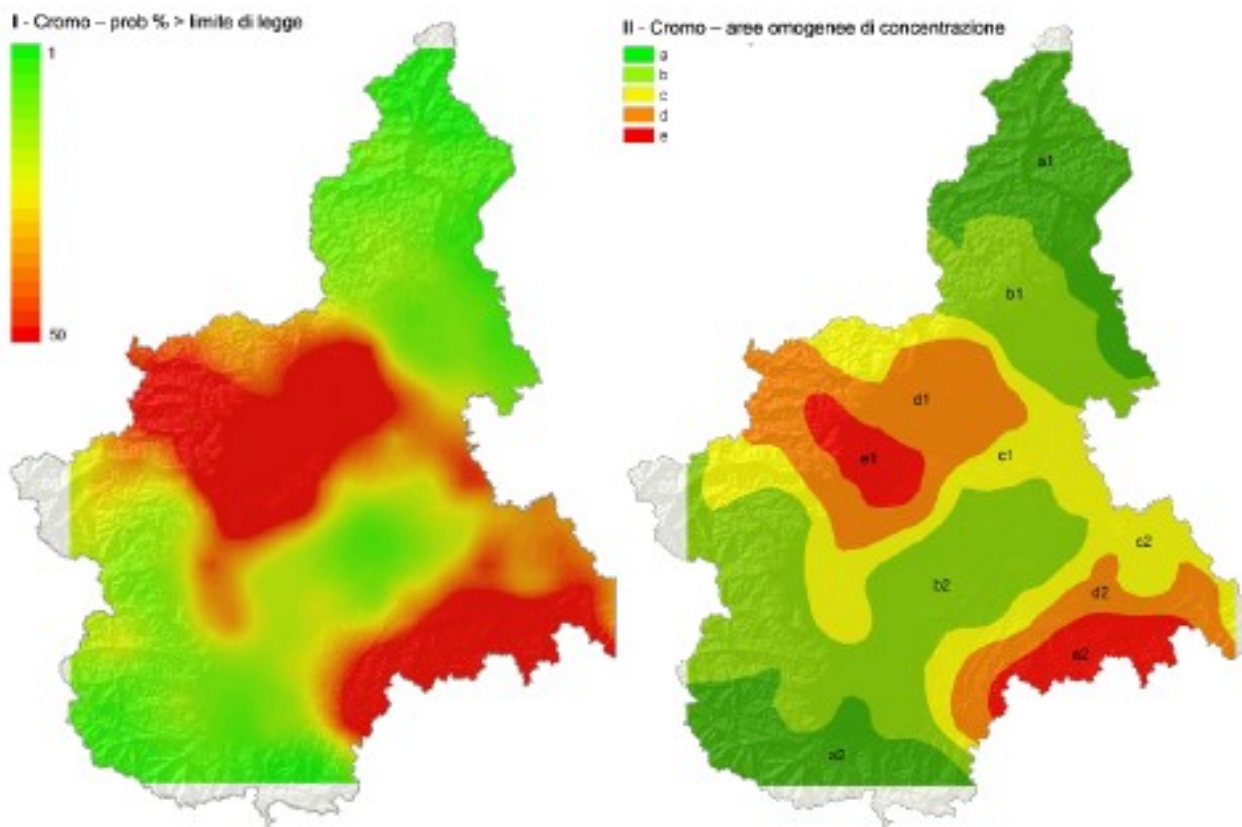 I - Cromo – prob % > limite di legge
1
50
II - Cromo – aree omogenee di concentrazione
a
b
c
d
e
a1
b1
d1
e1
c1
c2
b2
d2
e2
a2